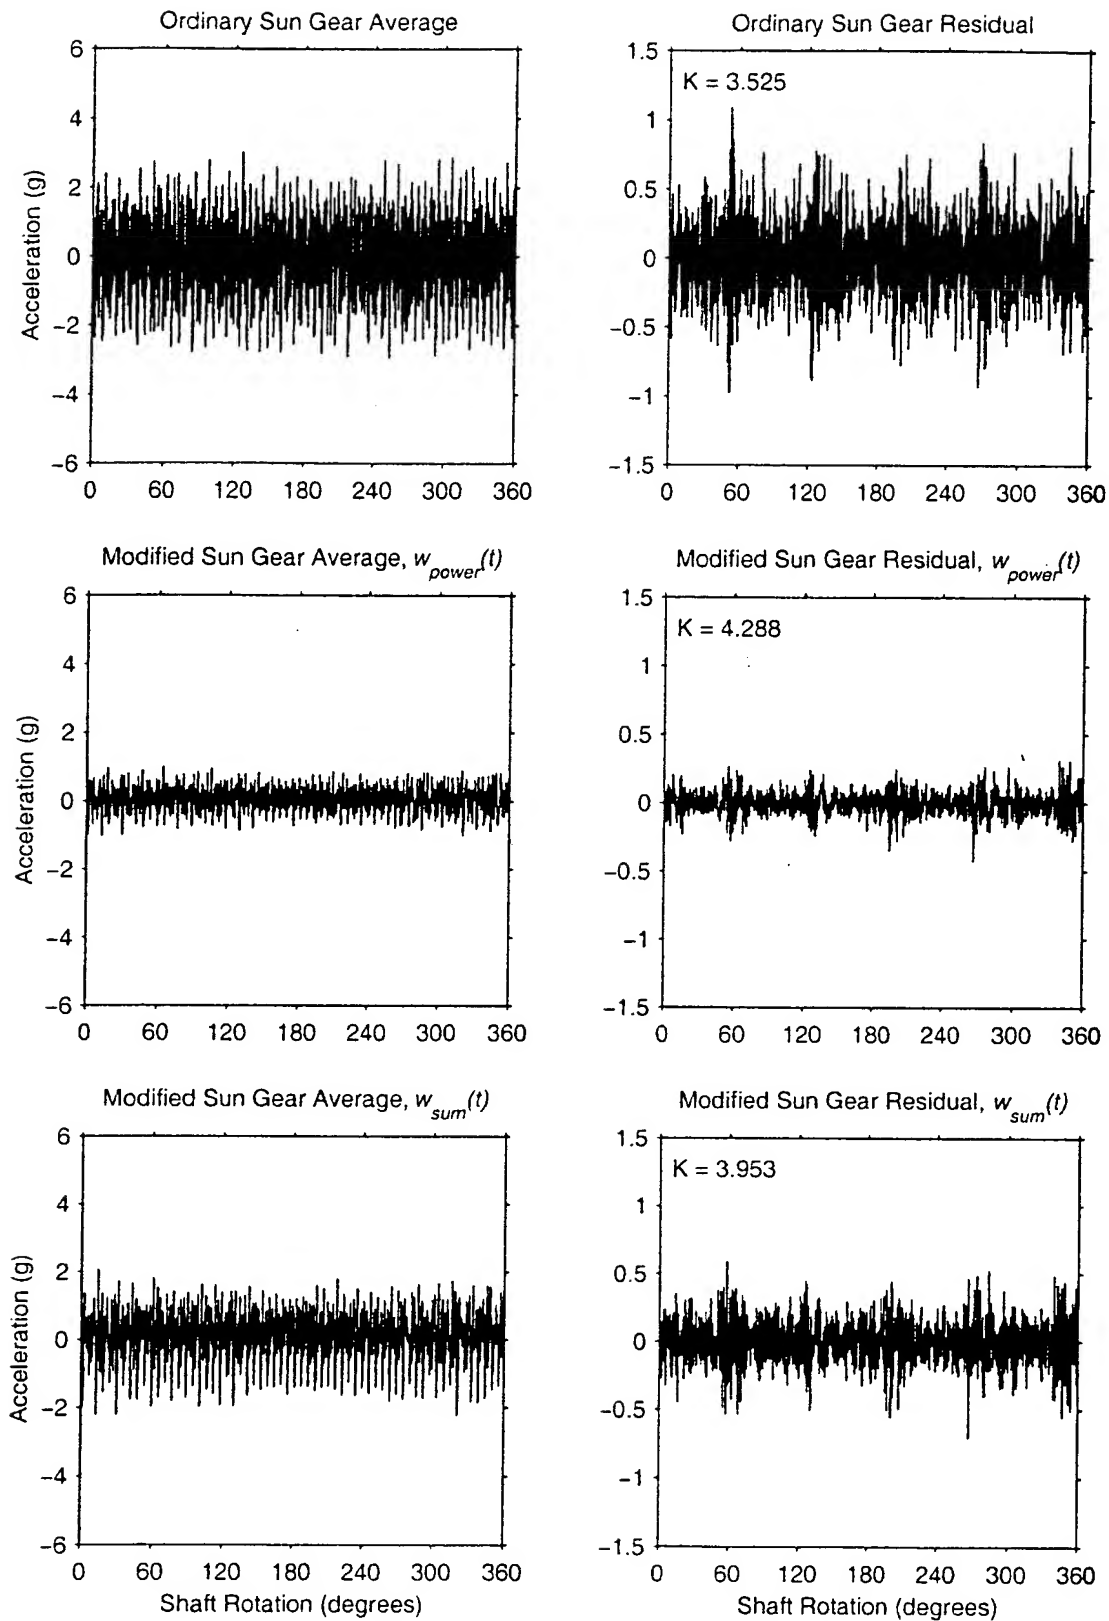 Ordinary Sun Gear Average
6
4
2
0
−2
−4
−6
Acceleration (g)
0 60 120 180 240 300 360
Ordinary Sun Gear Residual
K = 3.525
1.5
1
0.5
0
−0.5
−1
−1.5
0 60 120 180 240 300 360
Modified Sun Gear Average, w_power(t)
6
4
2
0
−2
−4
−6
Acceleration (g)
0 60 120 180 240 300 360
Modified Sun Gear Residual, w_power(t)
K = 4.288
1.5
1
0.5
0
−0.5
−1
−1.5
0 60 120 180 240 300 360
Modified Sun Gear Average, w_sum(t)
6
4
2
0
−2
−4
−6
Acceleration (g)
0 60 120 180 240 300 360
Shaft Rotation (degrees)
Modified Sun Gear Residual, w_sum(t)
K = 3.953
1.5
1
0.5
0
−0.5
−1
−1.5
0 60 120 180 240 300 360
Shaft Rotation (degrees)